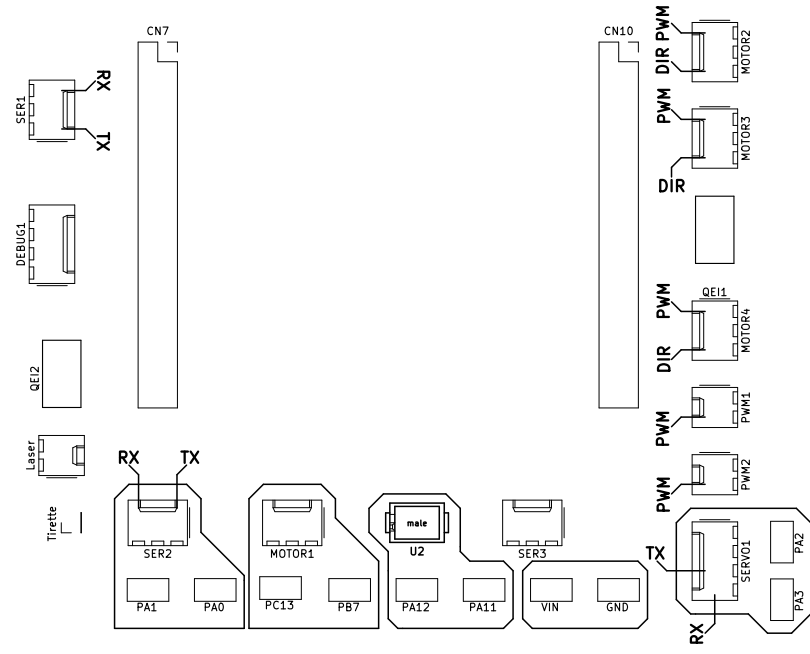 CN7
CN10
PWM
DIR
MOTOR2
RX
TX
SER1
PWM
DIR
MOTOR3
DEBUG1
QEI1
PWM
DIR
MOTOR4
QEI2
PWM
PWM1
Laser
RX TX
PWM
PWM2
Tirette
SER2
MOTOR1
male
U2
SER3
TX
RX
SERVO1
PA2
PA3
PA1
PA0
PC13
PB7
PA12
PA11
VIN
GND